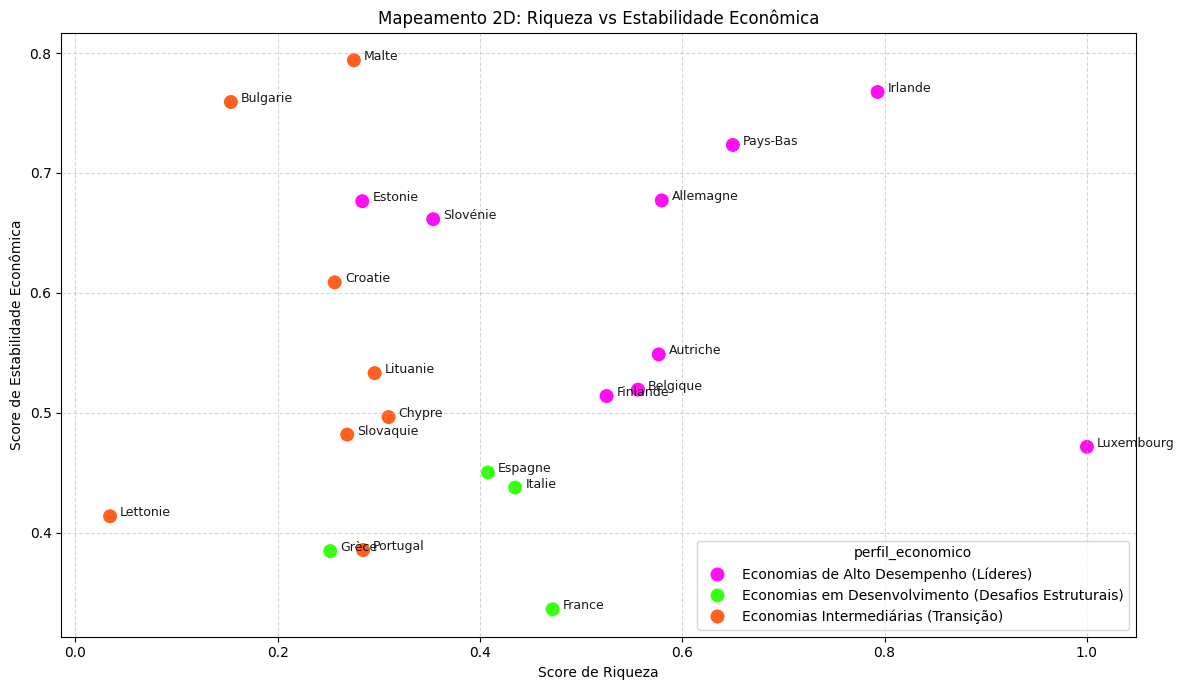 Mapeamento 2D: Riqueza vs Estabilidade Econômica
Score de Estabilidade Econômica
0.8
0.7
0.6
0.5
0.4
Malte
Irlande
Bulgarie
Pays-Bas
Estonie
Allemagne
Slovénie
Croatie
Autriche
Lituanie
Belgique
Finlande
Chypre
Slovaquie
Luxembourg
Espagne
Italie
Lettonie
Grèce
Portugal
France
perfil_economico
Economias de Alto Desempenho (Líderes)
Economias em Desenvolvimento (Desafios Estruturais)
Economias Intermediárias (Transição)
0.0 0.2 0.4 0.6 0.8 1.0
Score de Riqueza